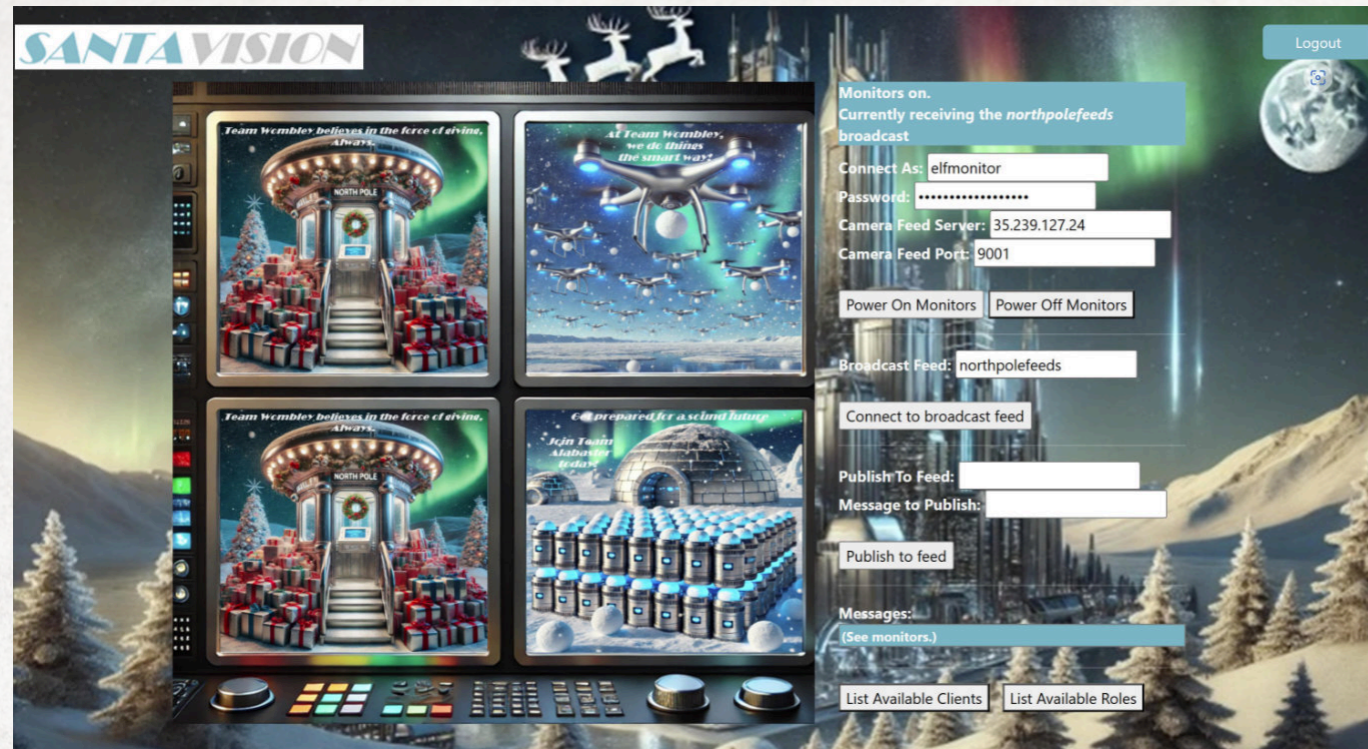 SANTAVISION
Logout
Team Wombley believes in the force of giving,
Always.
NORTH POLE
At Team Wombley,
we do things
the smart way!
Team Wombley believes in the force of giving,
Always.
NORTH POLE
Get prepared for a sound future
Join Team
Alabaster
today!
Monitors on.
Currently receiving the northpolefeeds
broadcast
Connect As: elfmonitor
Password: ••••••••••••••••••
Camera Feed Server: 35.239.127.24
Camera Feed Port: 9001
Power On Monitors Power Off Monitors
Broadcast Feed: northpolefeeds
Connect to broadcast feed
Publish To Feed:
Message to Publish:
Publish to feed
Messages:
(See monitors.)
List Available Clients List Available Roles